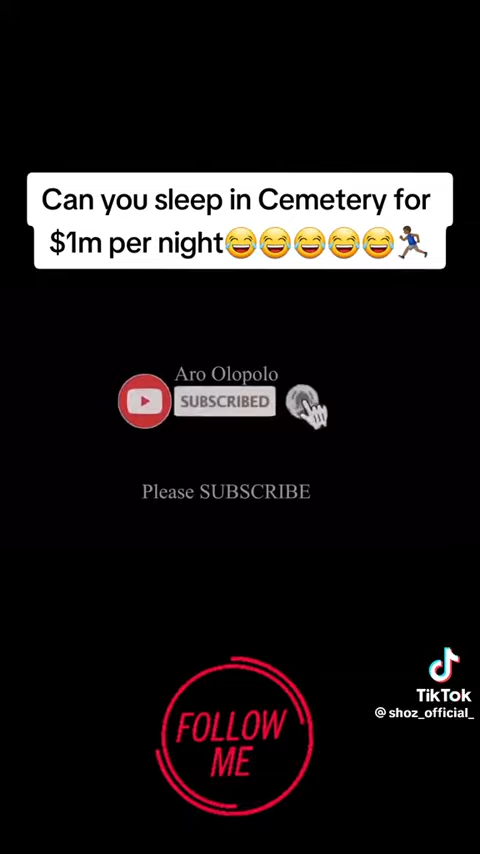 Can you sleep in Cemetery for
$1m per night😂😂😂😂😂🏃🏾‍♂️
Aro Olopolo
SUBSCRIBED
Please SUBSCRIBE
TikTok
@shoz_official_
FOLLOW
ME